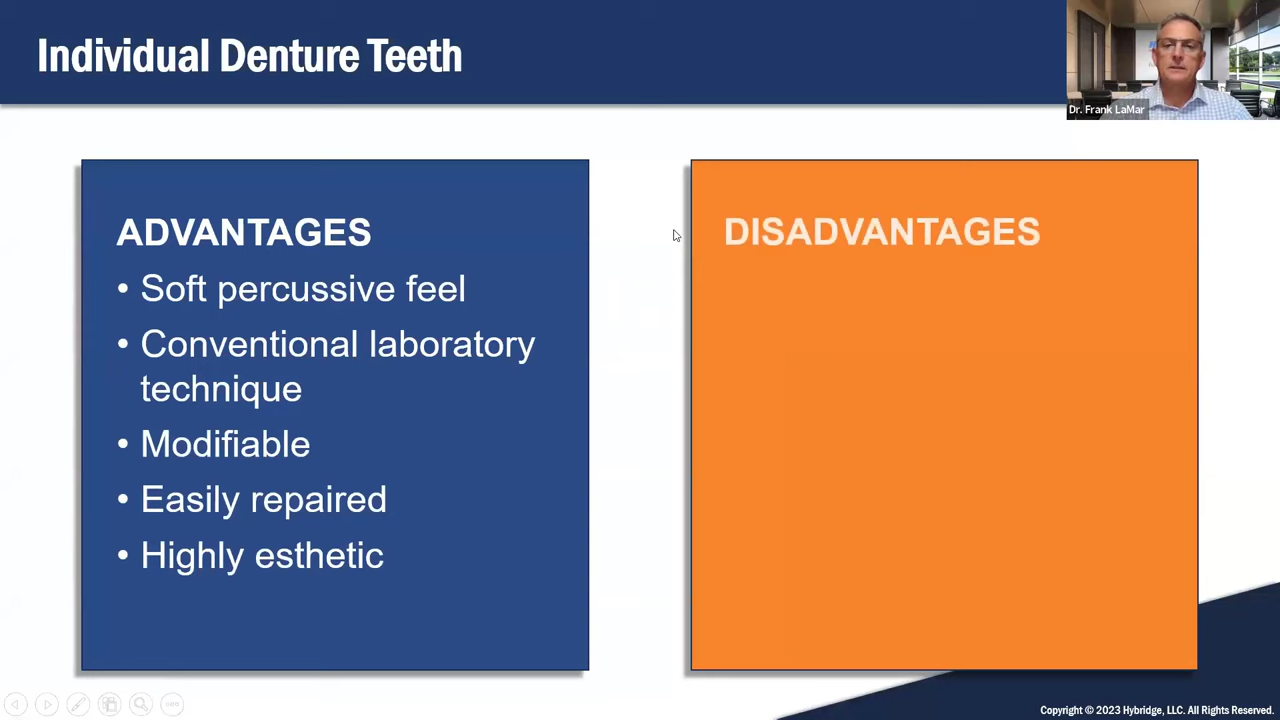 Individual Denture Teeth
Dr. Frank LaMar
ADVANTAGES
• Soft percussive feel
• Conventional laboratory
technique
• Modifiable
• Easily repaired
• Highly esthetic
DISADVANTAGES
Copyright © 2023 Hybridge, LLC. All Rights Reserved.